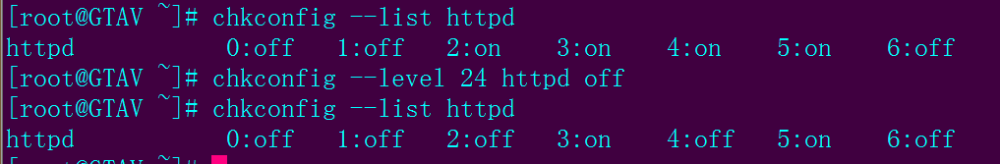 [root@GTAV ~]# chkconfig --list httpd
httpd 0:off 1:off 2:on 3:on 4:on 5:on 6:off
[root@GTAV ~]# chkconfig --level 24 httpd off
[root@GTAV ~]# chkconfig --list httpd
httpd 0:off 1:off 2:off 3:on 4:off 5:on 6:off
[root@GTAV ~]#